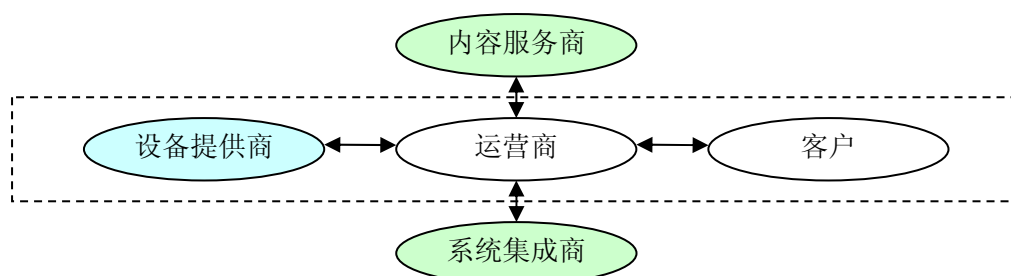 内容服务商
设备提供商
运营商
客户
系统集成商